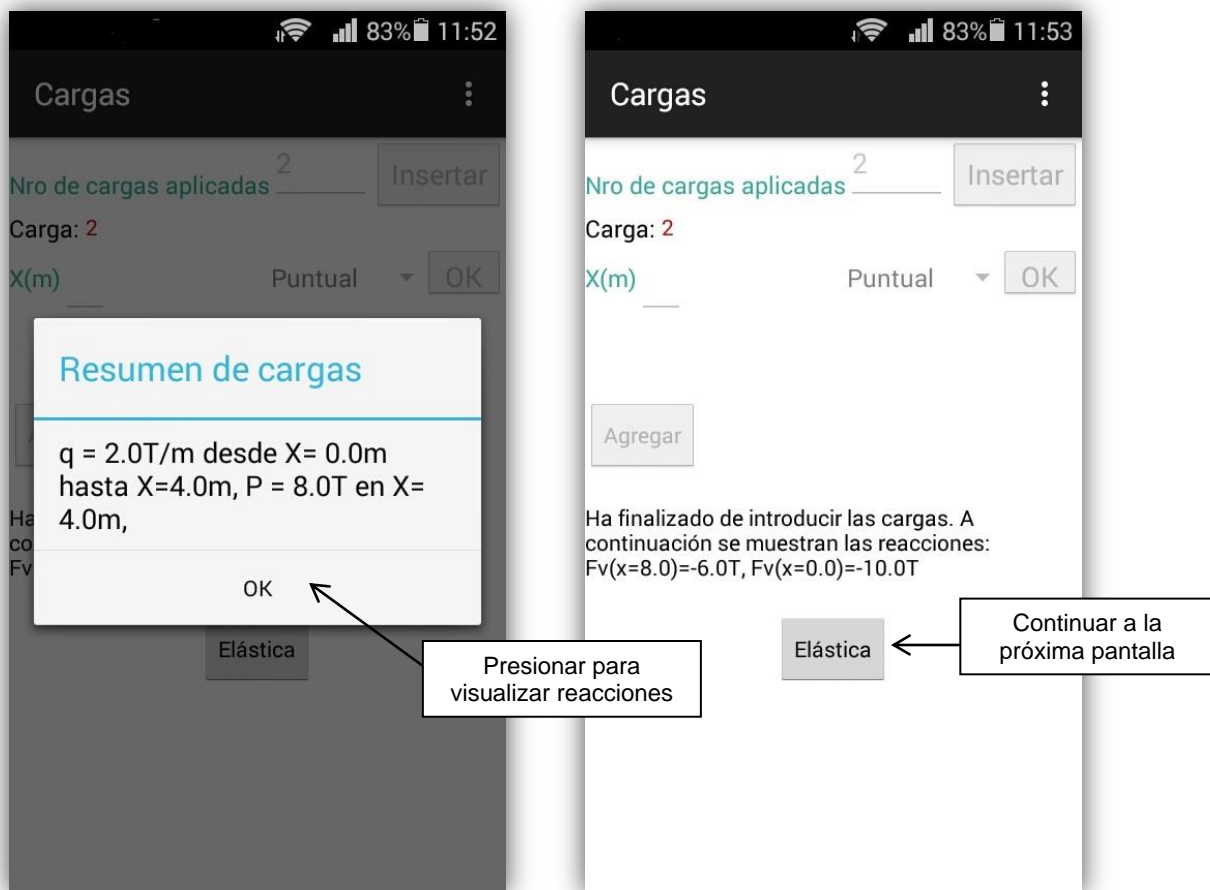 83% 11:52
Cargas
Nro de cargas aplicadas 2 Insertar
Carga: 2
X(m) Puntual OK
Resumen de cargas
q = 2.0T/m desde X= 0.0m
hasta X=4.0m, P = 8.0T en X=
4.0m,
Ha
co
Fv
OK
Elástica
Presionar para
visualizar reacciones
83% 11:53
Cargas
Nro de cargas aplicadas 2 Insertar
Carga: 2
X(m) Puntual OK
Agregar
Ha finalizado de introducir las cargas. A
continuación se muestran las reacciones:
Fv(x=8.0)=-6.0T, Fv(x=0.0)=-10.0T
Elástica
Continuar a la
próxima pantalla